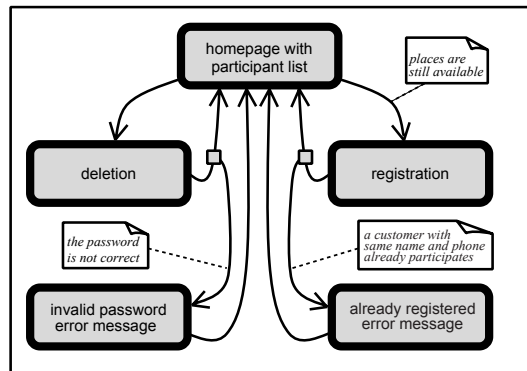 homepage with
participant list
places are
still available
deletion
registration
the password
is not correct
a customer with
same name and phone
already participates
invalid password
error message
already registered
error message